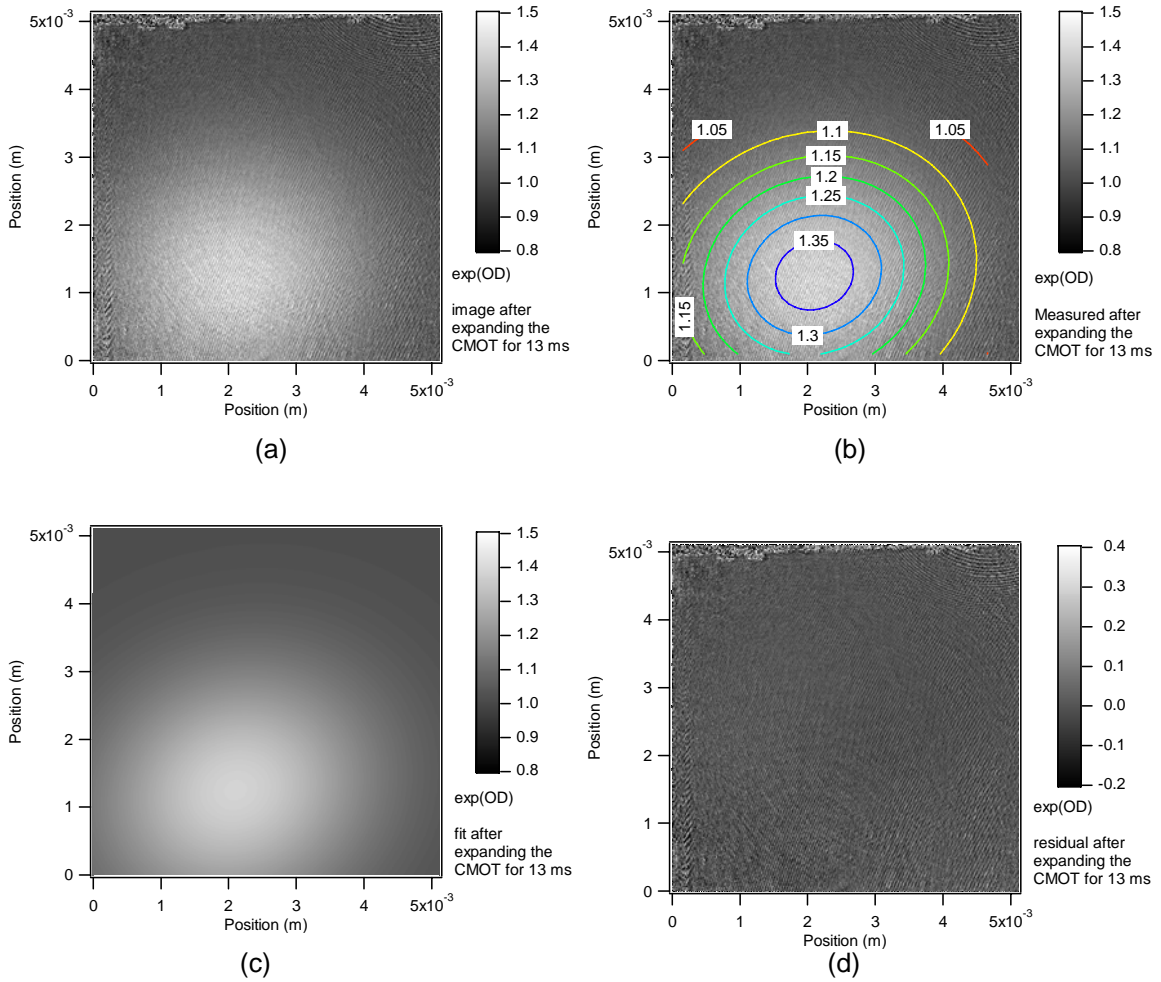 5x10⁻³
4
3
2
1
0
Position (m)
0
1
2
3
4
5x10⁻³
Position (m)
1.5
1.4
1.3
1.2
1.1
1.0
0.9
0.8
exp(OD)
image after
expanding the
CMOT for 13 ms
(a)
5x10⁻³
4
3
2
1
0
Position (m)
1.05
1.1
1.05
1.15
1.2
1.25
1.35
1.15
1.3
0
1
2
3
4
5x10⁻³
Position (m)
1.5
1.4
1.3
1.2
1.1
1.0
0.9
0.8
exp(OD)
Measured after
expanding the
CMOT for 13 ms
(b)
5x10⁻³
4
3
2
1
0
Position (m)
0
1
2
3
4
5x10⁻³
Position (m)
1.5
1.4
1.3
1.2
1.1
1.0
0.9
0.8
exp(OD)
fit after
expanding the
CMOT for 13 ms
(c)
5x10⁻³
4
3
2
1
0
Position (m)
0
1
2
3
4
5x10⁻³
Position (m)
0.4
0.3
0.2
0.1
0.0
-0.1
-0.2
exp(OD)
residual after
expanding the
CMOT for 13 ms
(d)